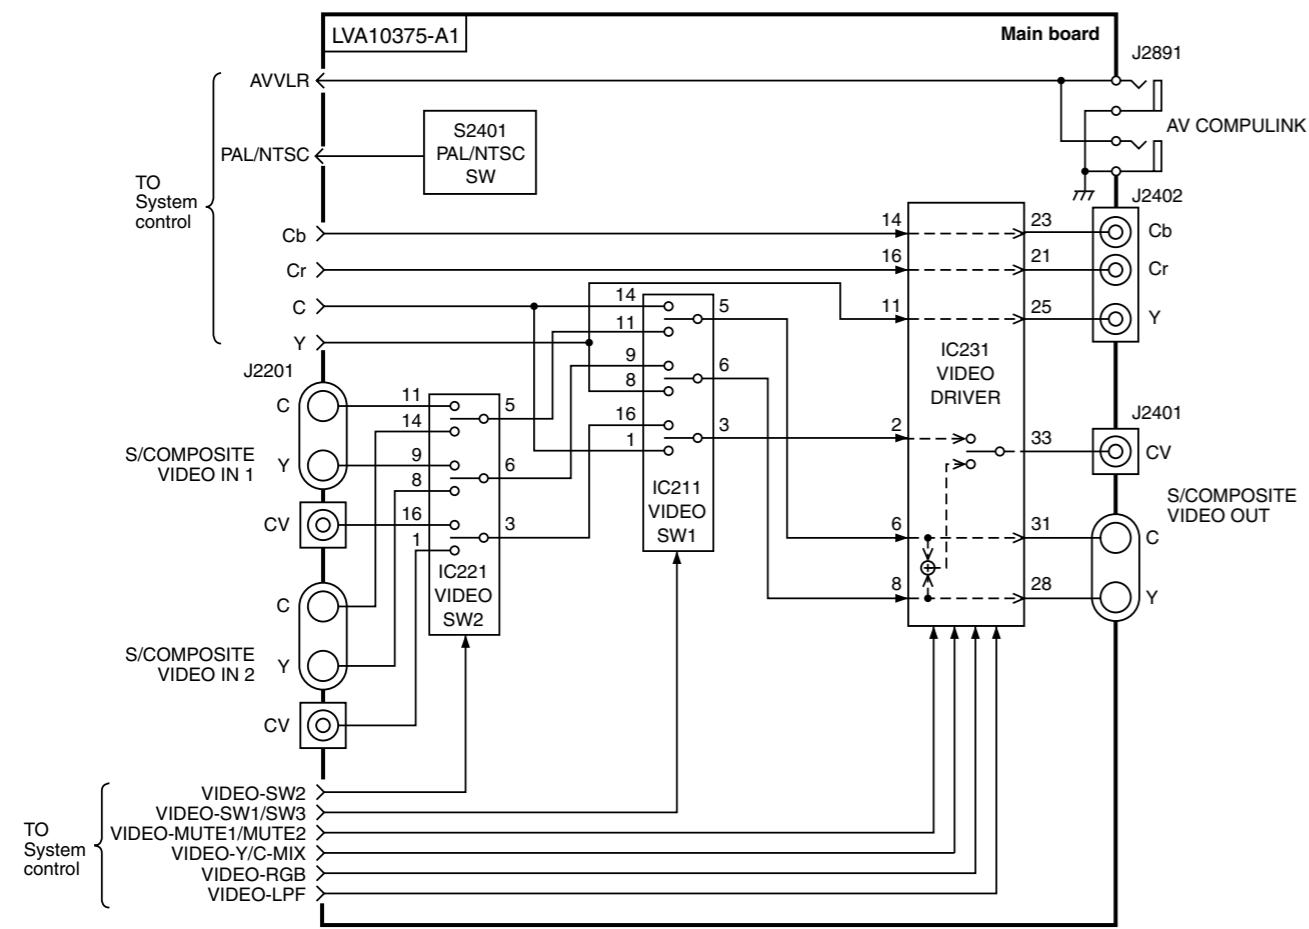 LVA10375-A1
Main board
J2891
AVVLR
AV COMPULINK
S2401
PAL/NTSC
SW
PAL/NTSC
TO
System
control
J2402
Cb
14
23
Cb
Cr
16
21
Cr
C
14
5
11
25
Y
11
Y
9
6
8
IC231
VIDEO
DRIVER
J2201
C
11
5
14
16
3
1
2
33
J2401
CV
S/COMPOSITE
VIDEO IN 1
Y
9
6
8
IC211
VIDEO
SW1
S/COMPOSITE
VIDEO OUT
CV
16
3
1
6
31
C
IC221
VIDEO
SW2
8
28
Y
C
S/COMPOSITE
VIDEO IN 2
Y
CV
TO
System
control
VIDEO-SW2
VIDEO-SW1/SW3
VIDEO-MUTE1/MUTE2
VIDEO-Y/C-MIX
VIDEO-RGB
VIDEO-LPF